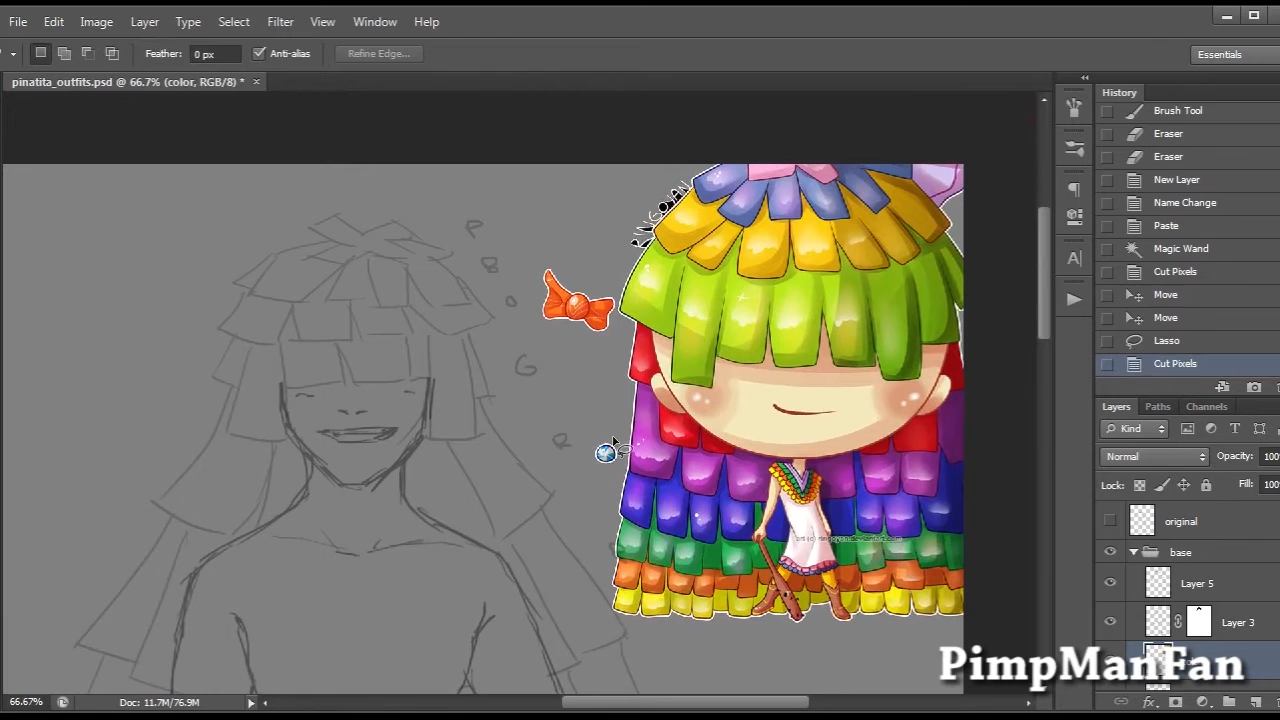 File Edit Image Layer Type Select Filter View Window Help
Feather: 0 px Anti-alias Refine Edge... Essentials
pinatita_outfits.psd @ 66.7% (color, RGB/8) * ×
History
Brush Tool
Eraser
Eraser
New Layer
Name Change
Paste
Magic Wand
Cut Pixels
Move
Move
Lasso
Cut Pixels
P
B
O
G
R
Layers Paths Channels
Kind
Normal Opacity: 100
Lock: Fill: 100
original
base
Layer 5
Layer 3
PimpManFan
66.67% Doc: 11.7M/76.9M